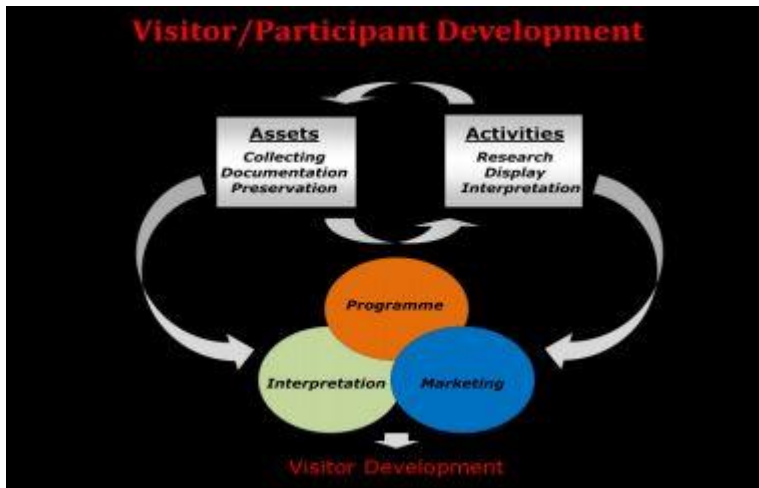 Visitor/Participant Development
Assets
Collecting
Documentation
Preservation
Activities
Research
Display
Interpretation
Programme
Interpretation
Marketing
Visitor Development